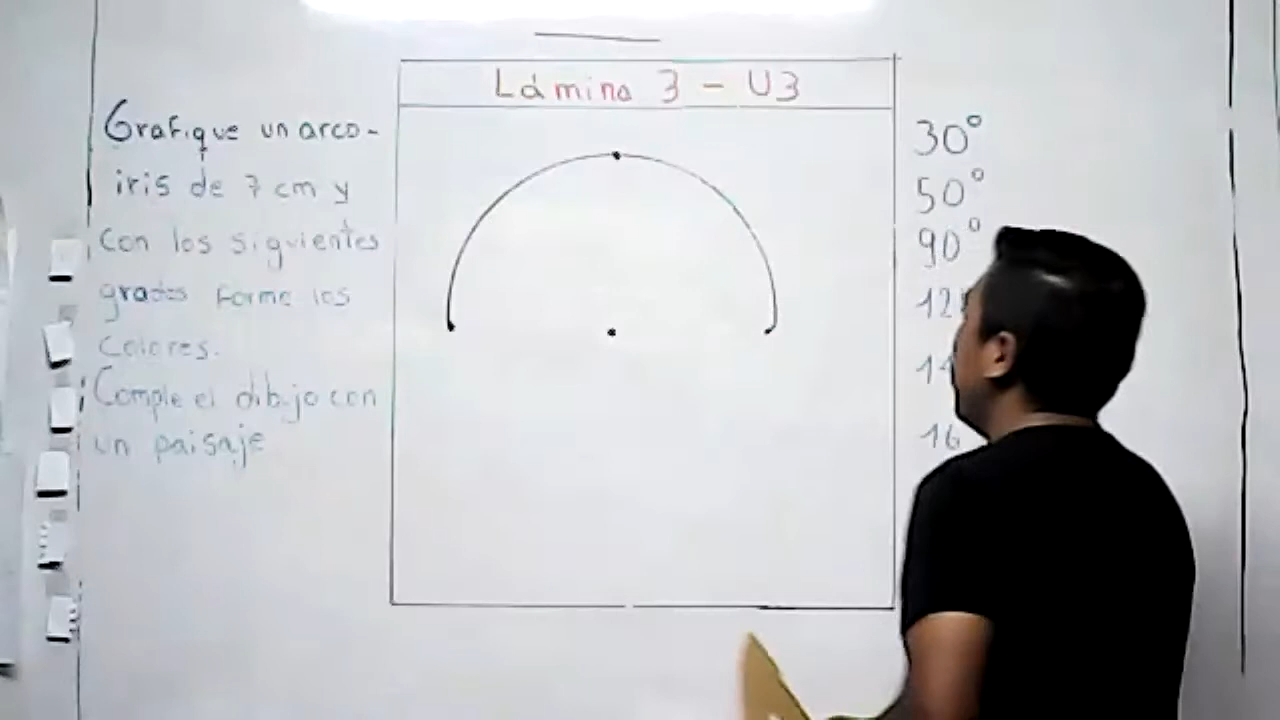 Lámina 3 - U3
Grafique un arco-
iris de 7 cm y
Con los siguientes
grados forme los
Colores.
Comple el dibujo con
un paisaje
30°
50°
90°